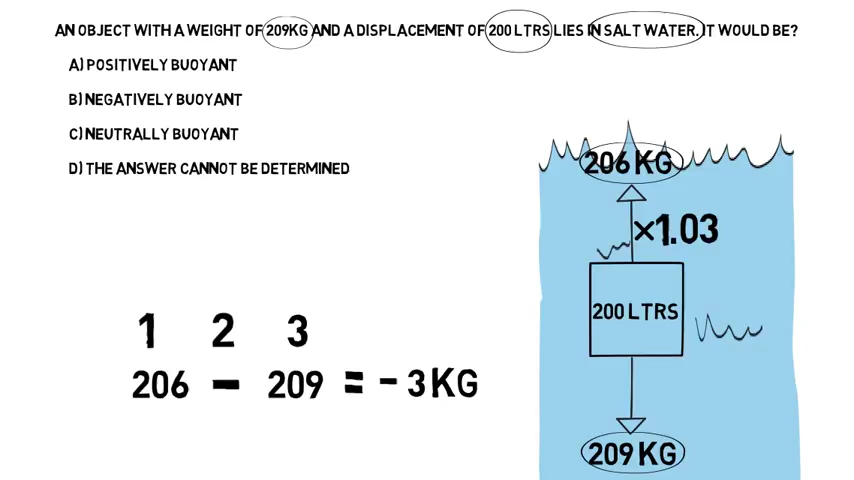 AN OBJECT WITH A WEIGHT OF 209KG AND A DISPLACEMENT OF 200 LTRS LIES IN SALT WATER. IT WOULD BE?
A) POSITIVELY BUOYANT
B) NEGATIVELY BUOYANT
C) NEUTRALLY BUOYANT
D) THE ANSWER CANNOT BE DETERMINED
206 KG
×1.03
200 LTRS
209 KG
1 2 3
206 - 209 = - 3 KG